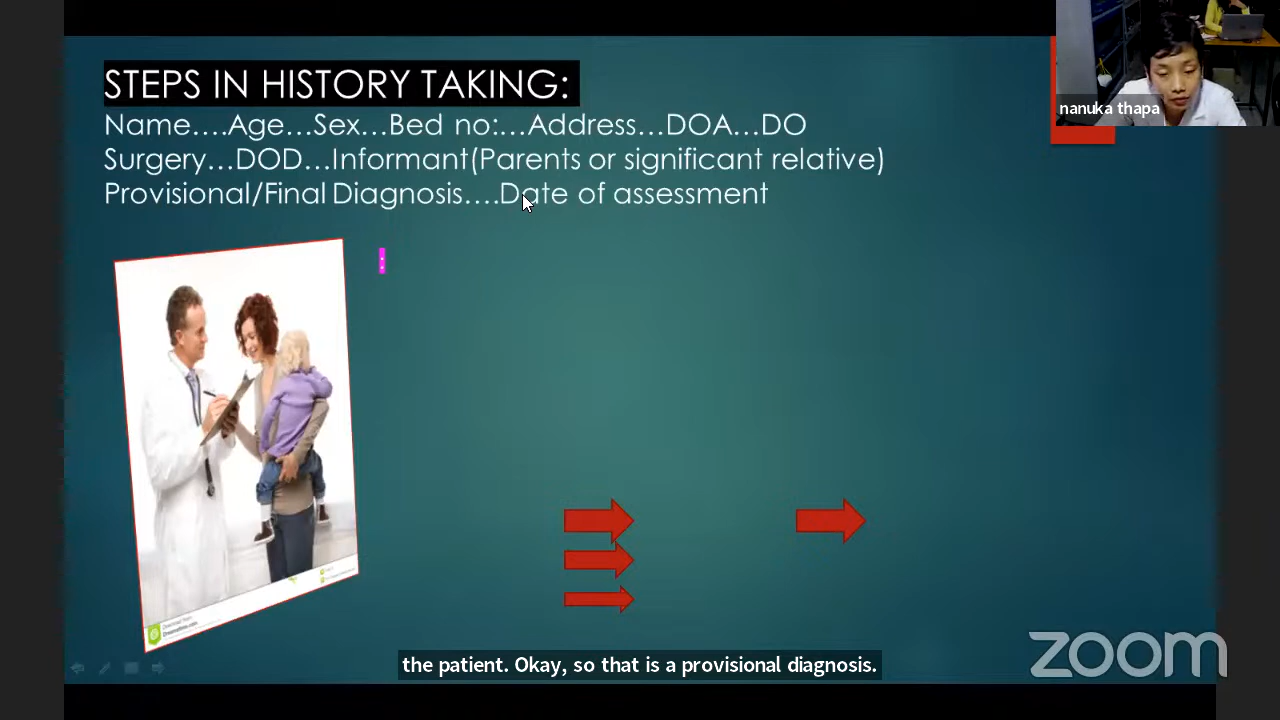 STEPS IN HISTORY TAKING:
Name....Age...Sex...Bed no:...Address...DOA...DO
Surgery...DOD...Informant(Parents or significant relative)
Provisional/Final Diagnosis....Date of assessment
nanuka thapa
the patient. Okay, so that is a provisional diagnosis.
zoom